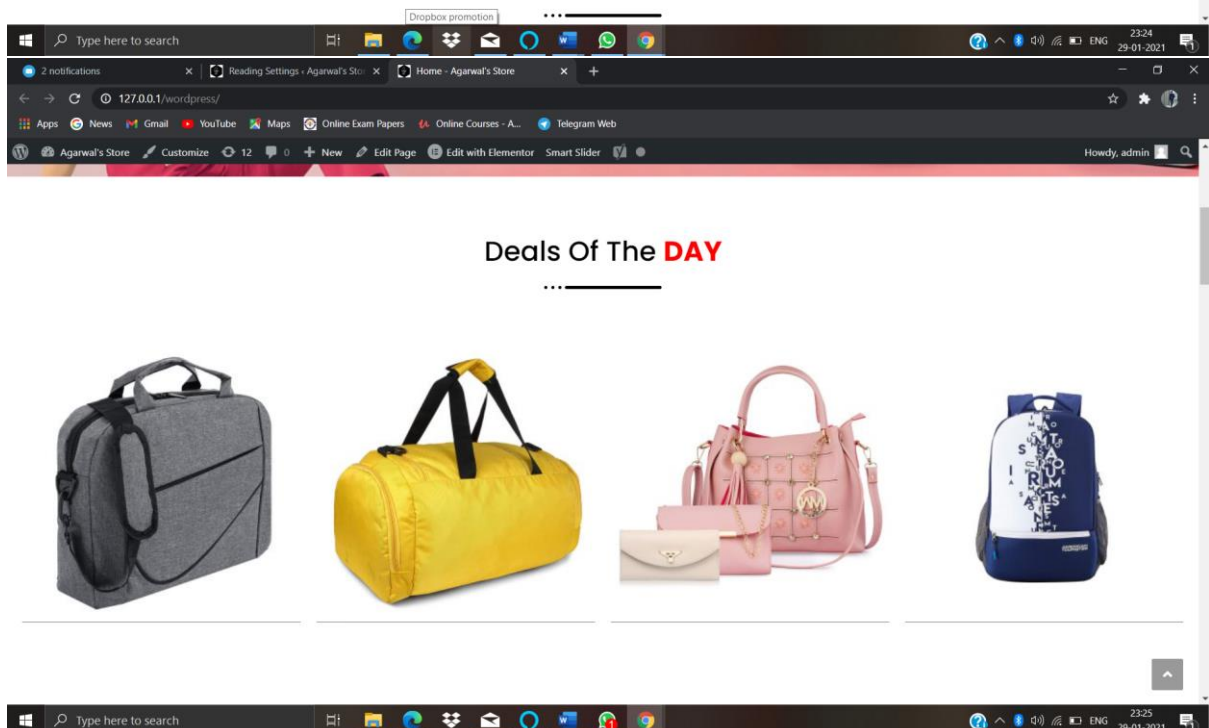 Dropbox promotion
Type here to search
ENG
23:24
29-01-2021
2 notifications
Reading Settings ‹ Agarwal's Sto
Home - Agarwal's Store
127.0.0.1/wordpress/
Apps
News
Gmail
YouTube
Maps
Online Exam Papers
Online Courses - A...
Telegram Web
Agarwal's Store
Customize
12
0
New
Edit Page
Edit with Elementor
Smart Slider
Howdy, admin
Deals Of The DAY
Type here to search
ENG
23:25
29-01-2021